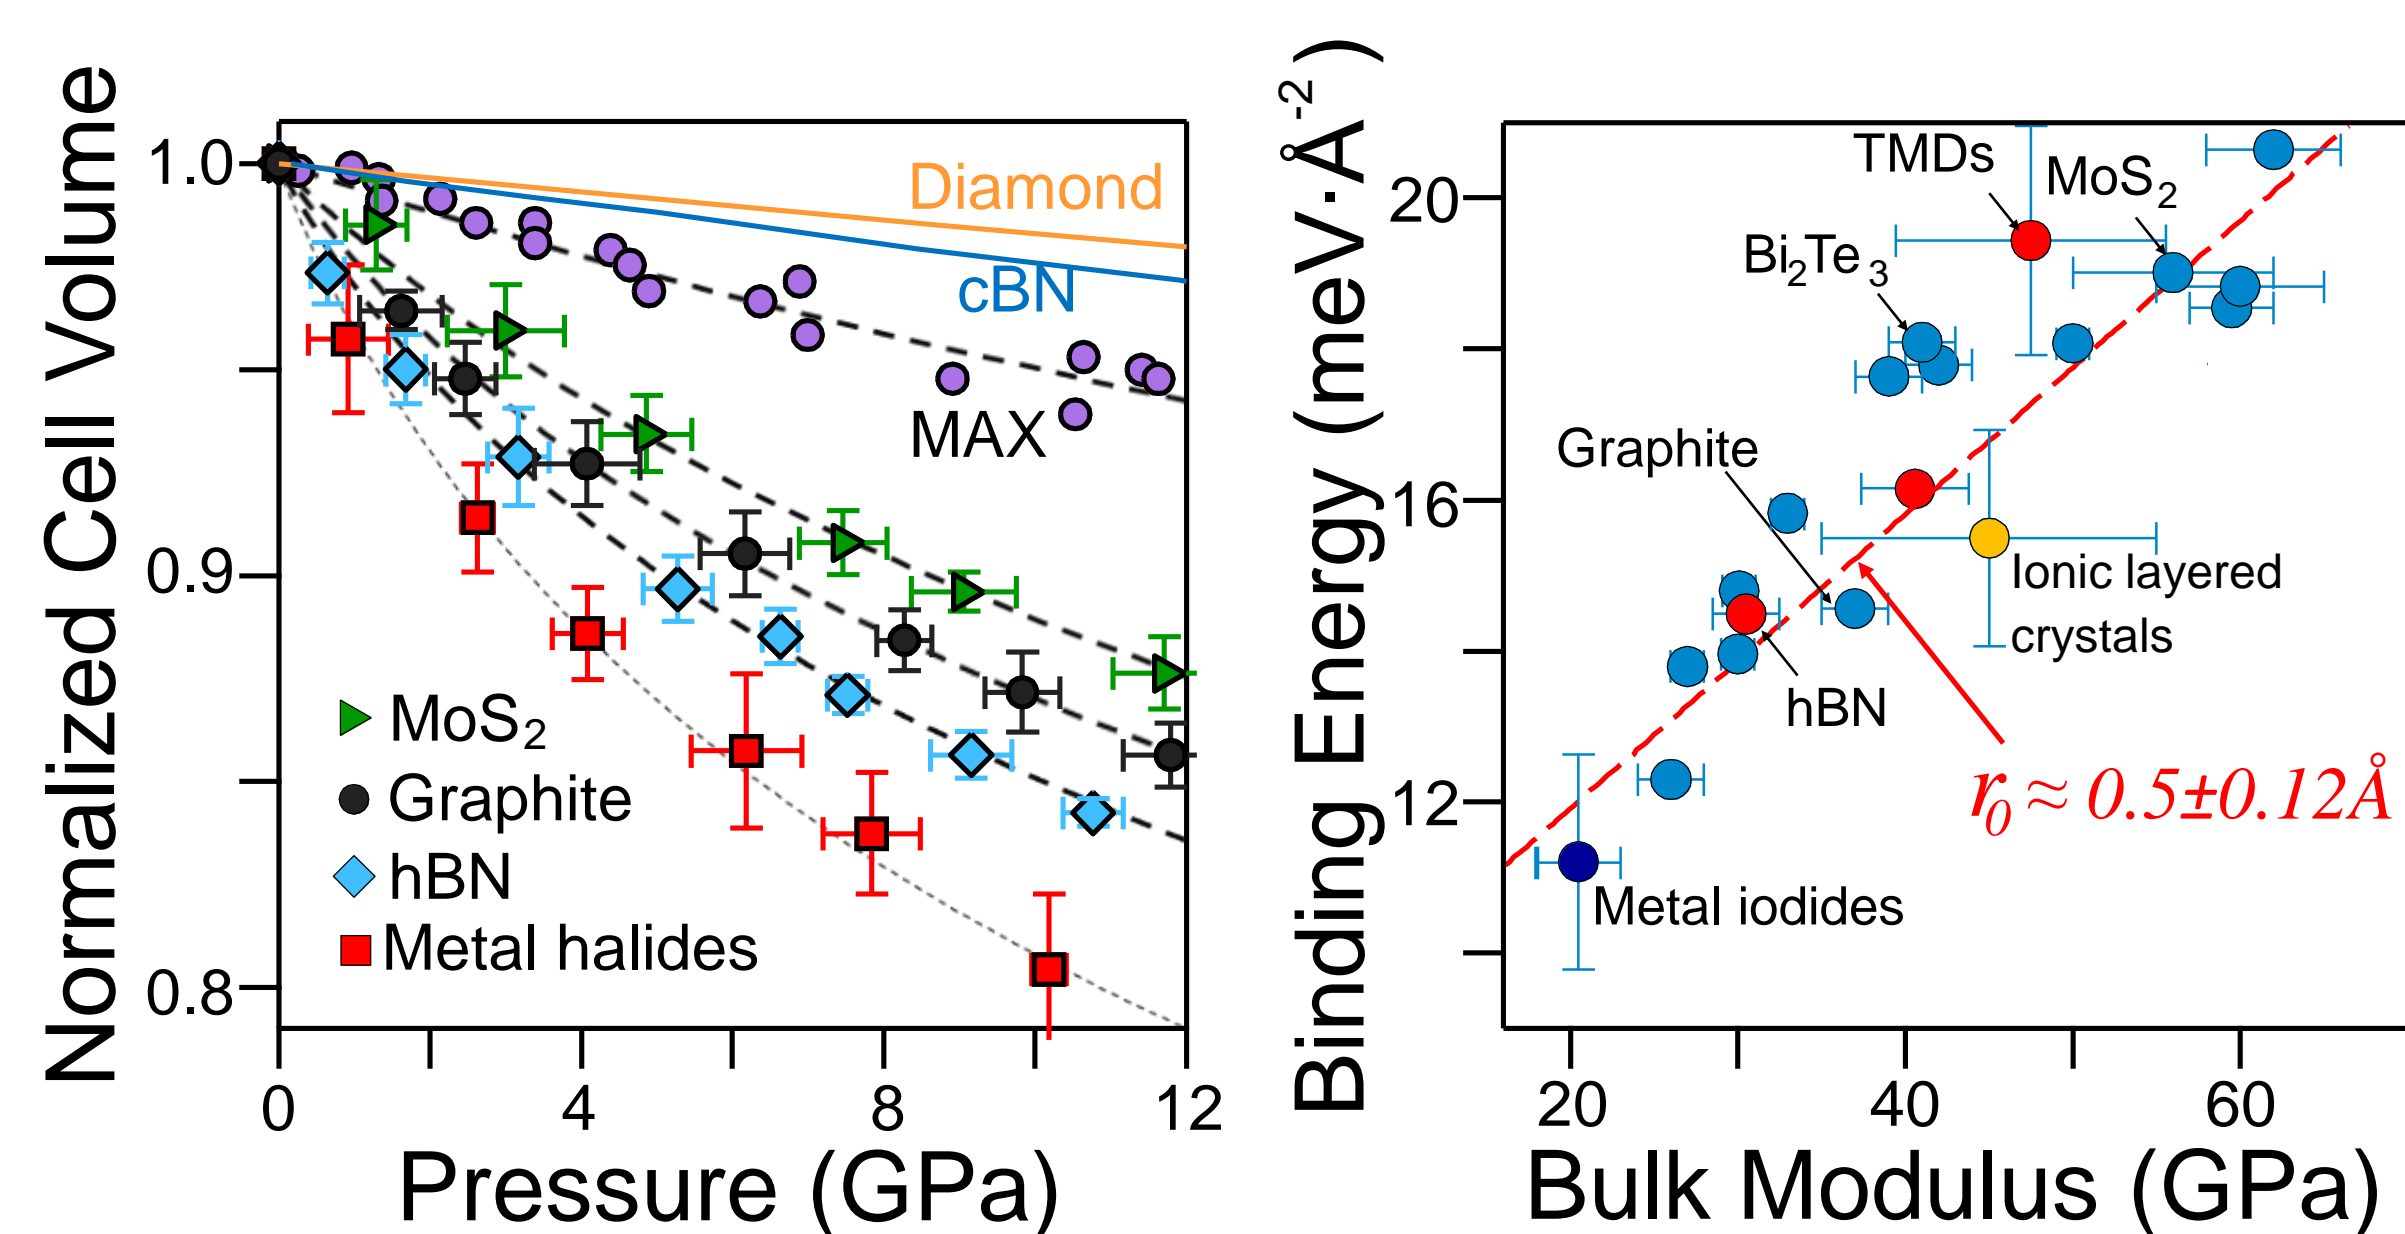 Normalized Cell Volume
1.0
0.9
0.8
Diamond
cBN
MAX
MoS₂
Graphite
hBN
Metal halides
0
4
8
12
Pressure (GPa)
Binding Energy (meV·Å⁻²)
20
16
12
TMDs
MoS₂
Bi₂Te₃
Graphite
Ionic layered
crystals
hBN
r₀ ≈ 0.5±0.12Å
Metal iodides
20
40
60
Bulk Modulus (GPa)